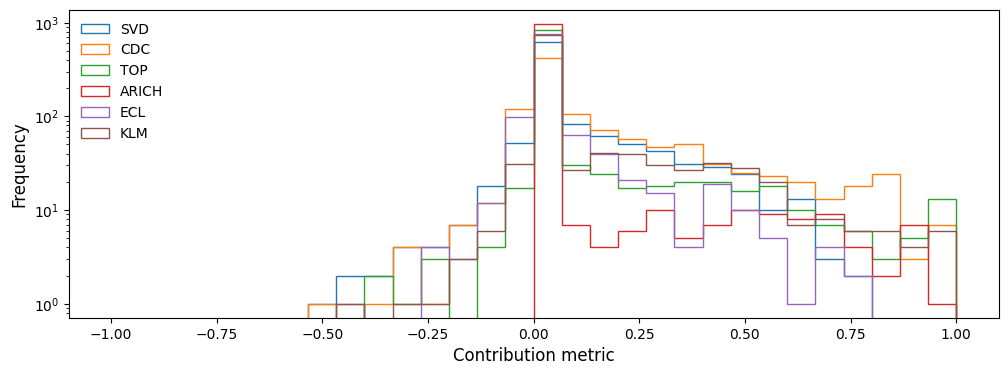 SVD
CDC
TOP
ARICH
ECL
KLM
Frequency
10³
10²
10¹
10⁰
−1.00 −0.75 −0.50 −0.25 0.00 0.25 0.50 0.75 1.00
Contribution metric